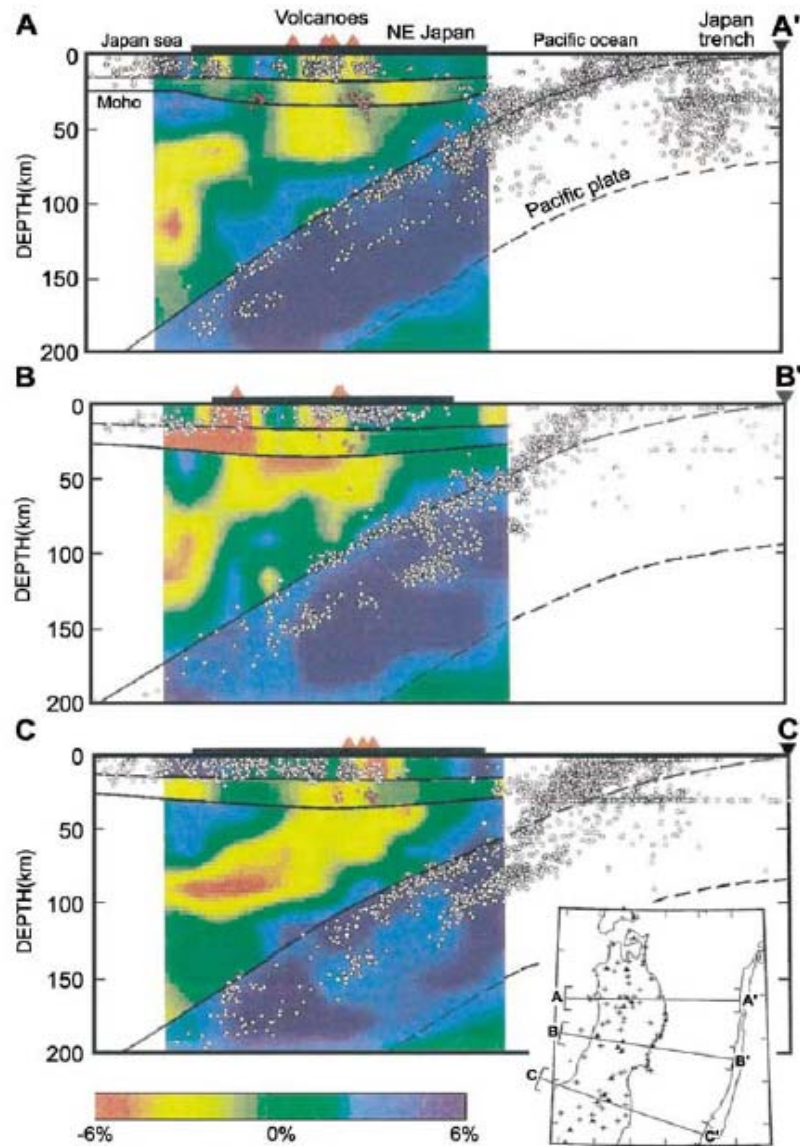 A
Volcanoes
Japan sea
NE Japan
Pacific ocean
Japan trench
A'
Moho
Pacific plate
DEPTH(km)
0
50
100
150
200
B
B'
DEPTH(km)
0
50
100
150
200
C
C'
DEPTH(km)
0
50
100
150
200
A A'
B B'
C C'
-6% 0% 6%